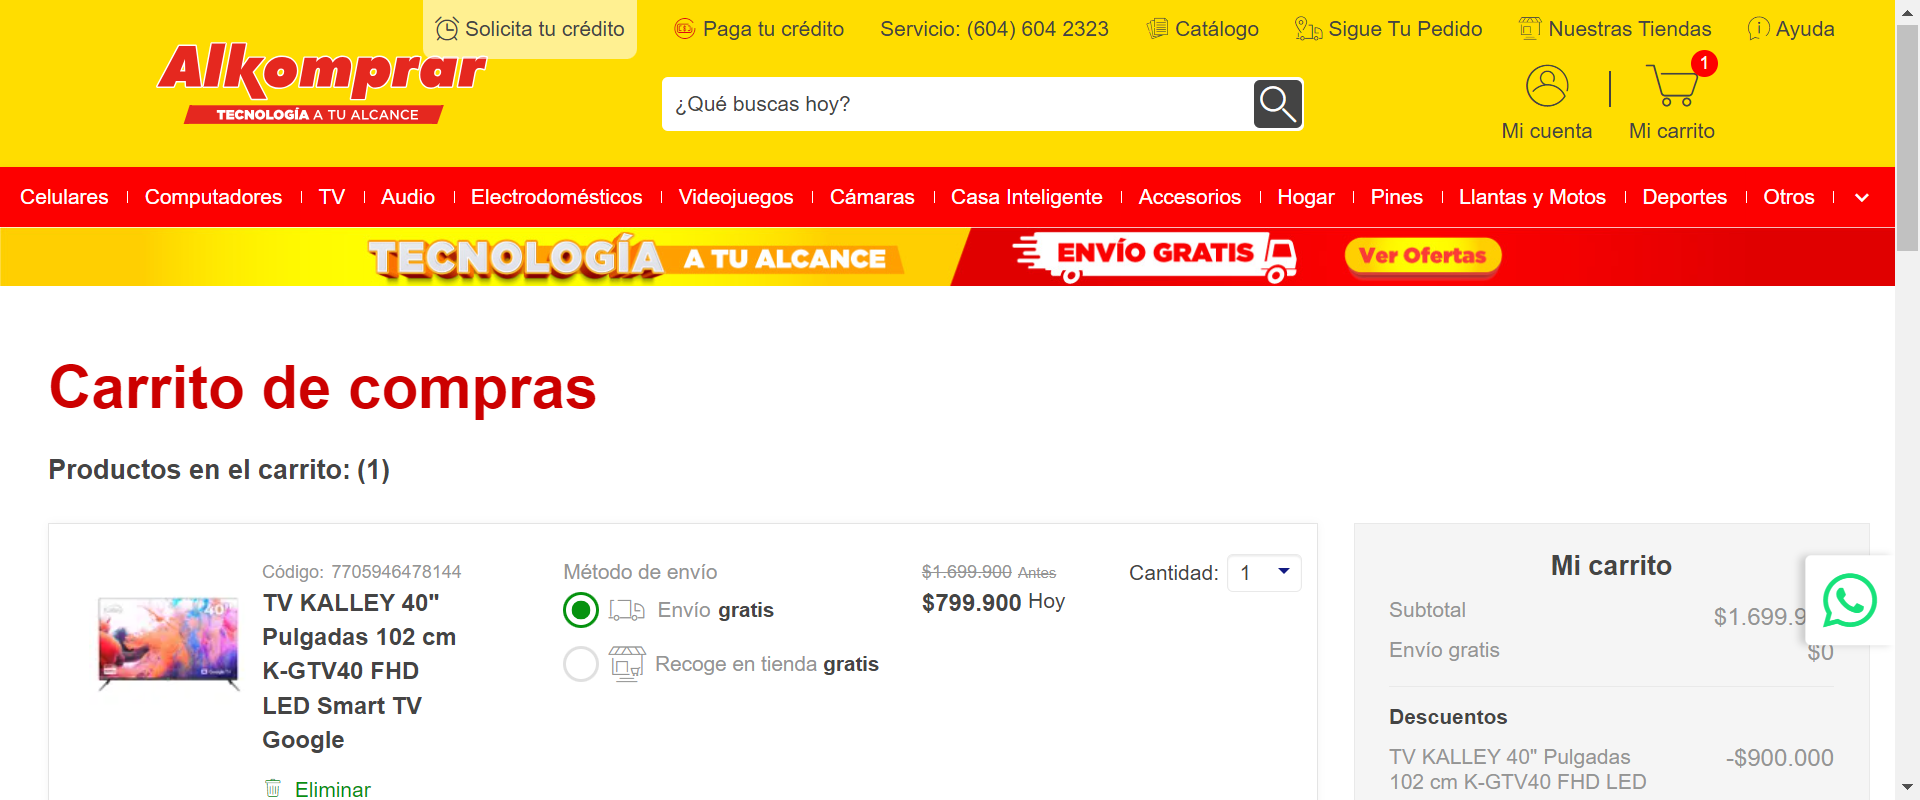 Solicita tu crédito
Paga tu crédito
Servicio: (604) 604 2323
Catálogo
Sigue Tu Pedido
Nuestras Tiendas
Ayuda
Alkomprar
TECNOLOGÍA A TU ALCANCE
¿Qué buscas hoy?
1
Mi cuenta
Mi carrito
Celulares
Computadores
TV
Audio
Electrodomésticos
Videojuegos
Cámaras
Casa Inteligente
Accesorios
Hogar
Pines
Llantas y Motos
Deportes
Otros
TECNOLOGÍA A TU ALCANCE
ENVÍO GRATIS
Ver Ofertas
Carrito de compras
Productos en el carrito: (1)
Código: 7705946478144
TV KALLEY 40" 
Pulgadas 102 cm
K-GTV40 FHD
LED Smart TV
Google
Eliminar
Método de envío
Envío gratis
Recoge en tienda gratis
$1.699.900 Antes
$799.900 Hoy
Cantidad: 1
Mi carrito
Subtotal $1.699.9
Envío gratis $0
Descuentos
TV KALLEY 40" Pulgadas -$900.000
102 cm K-GTV40 FHD LED